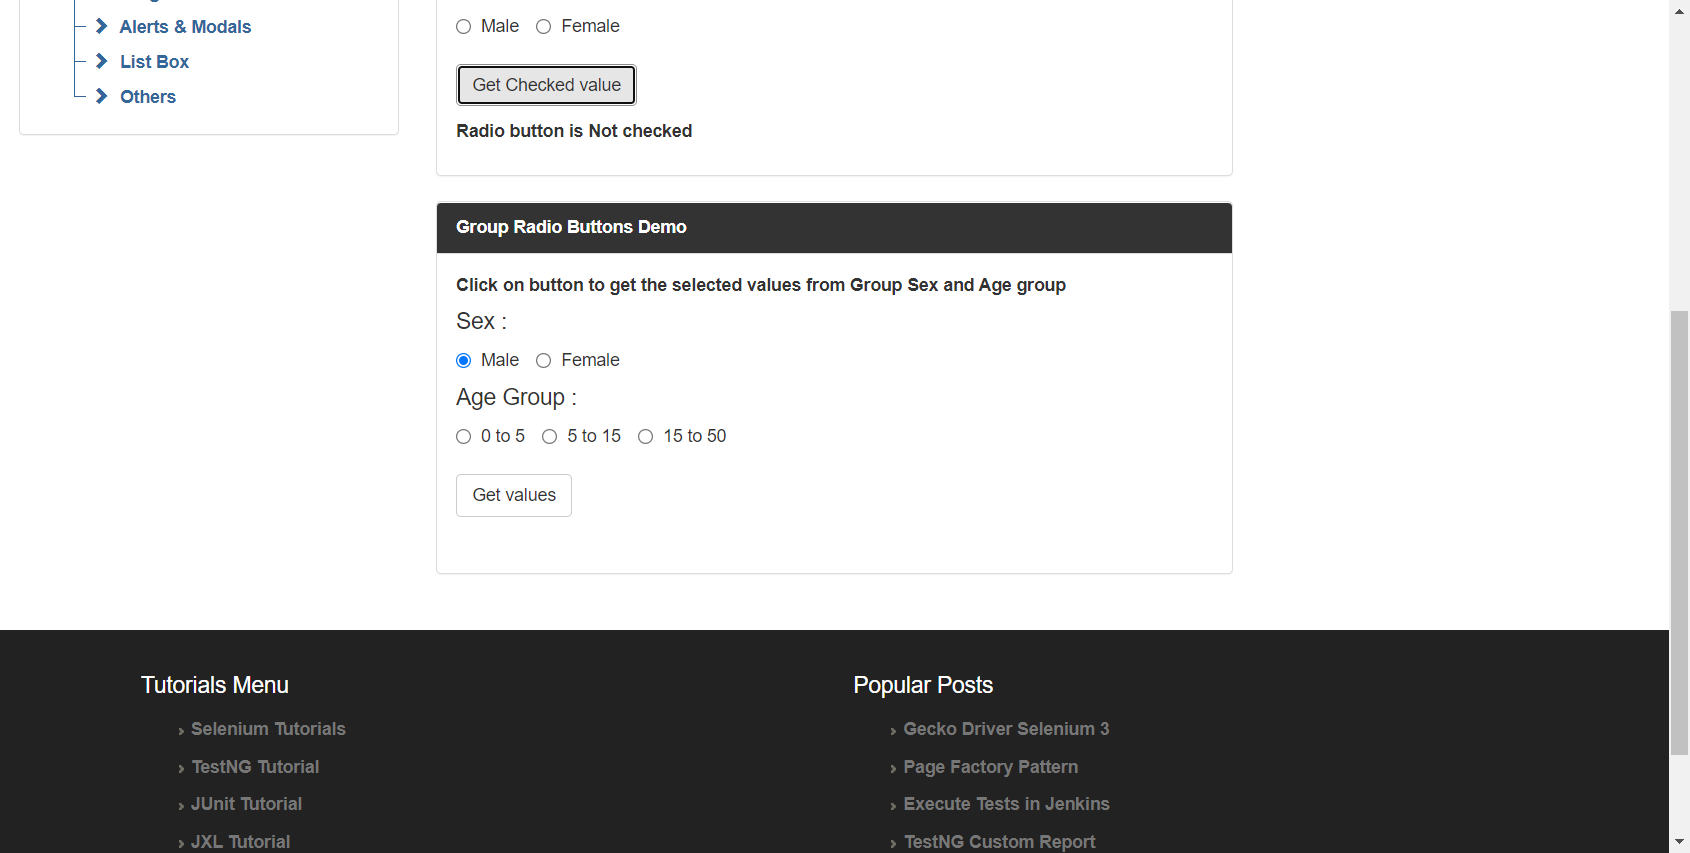 Alerts & Modals
List Box
Others
Male Female
Get Checked value
Radio button is Not checked
Group Radio Buttons Demo
Click on button to get the selected values from Group Sex and Age group
Sex :
Male Female
Age Group :
0 to 5 5 to 15 15 to 50
Get values
Tutorials Menu
Selenium Tutorials
TestNG Tutorial
JUnit Tutorial
JXL Tutorial
Popular Posts
Gecko Driver Selenium 3
Page Factory Pattern
Execute Tests in Jenkins
TestNG Custom Report